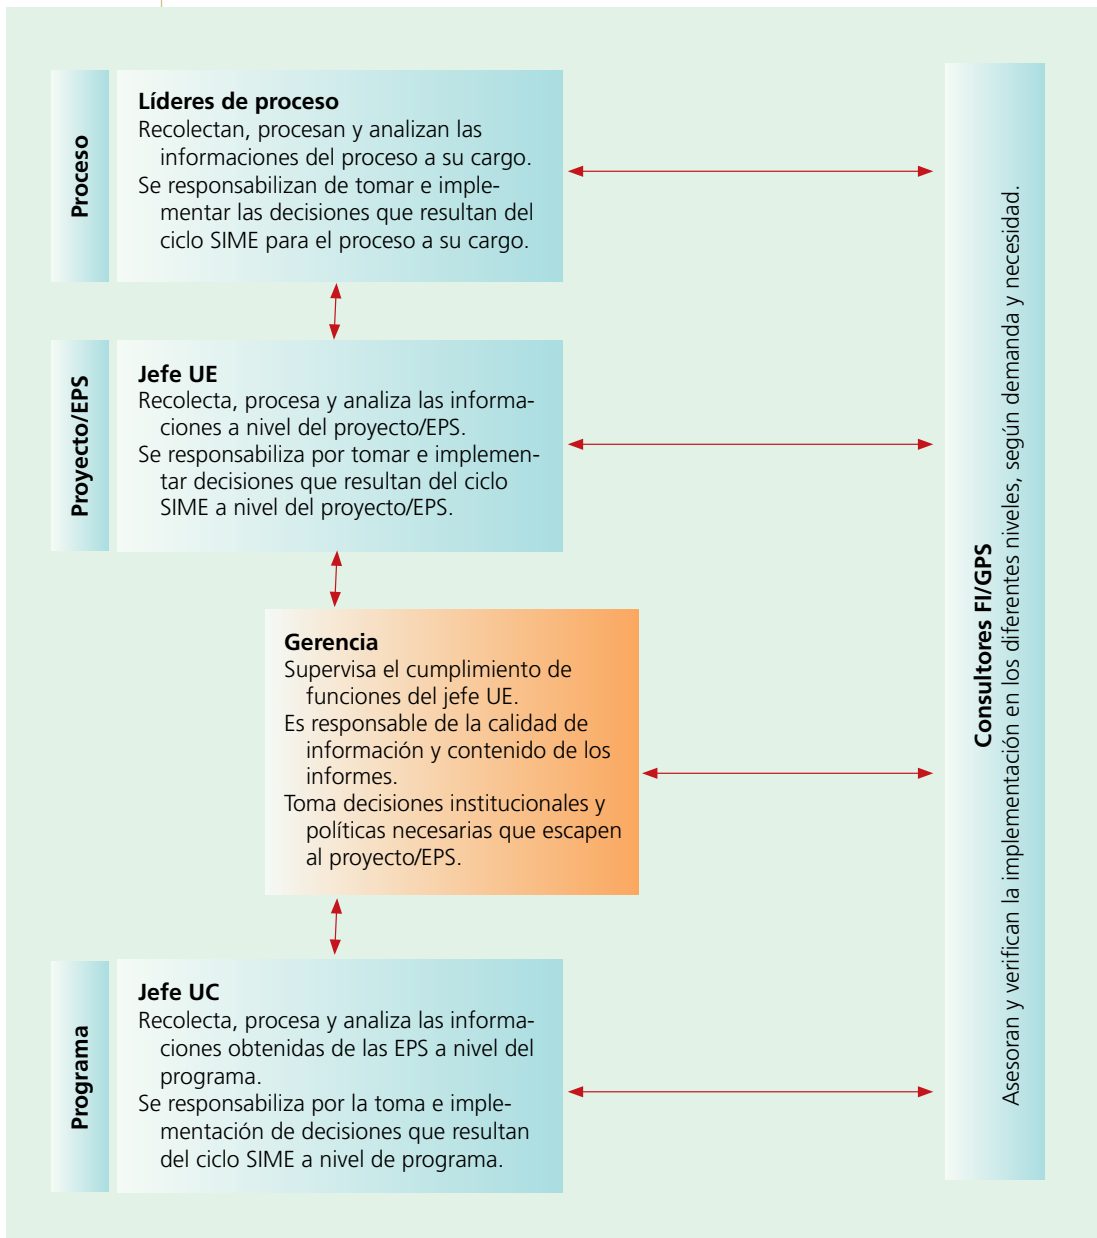 Proceso
Líderes de proceso
Recolectan, procesan y analizan las
informaciones del proceso a su cargo.
Se responsabilizan de tomar e imple-
mentar las decisiones que resultan del
ciclo SIME para el proceso a su cargo.
Proyecto/EPS
Jefe UE
Recolecta, procesa y analiza las informa-
ciones a nivel del proyecto/EPS.
Se responsabiliza por tomar e implemen-
tar decisiones que resultan del ciclo
SIME a nivel del proyecto/EPS.
Gerencia
Supervisa el cumplimiento de
funciones del jefe UE.
Es responsable de la calidad de
información y contenido de los
informes.
Toma decisiones institucionales y
políticas necesarias que escapen
al proyecto/EPS.
Programa
Jefe UC
Recolecta, procesa y analiza las informa-
ciones obtenidas de las EPS a nivel del
programa.
Se responsabiliza por la toma e imple-
mentación de decisiones que resultan
del ciclo SIME a nivel de programa.
Consultores FI/GPS
Asesoran y verifican la implementación en los diferentes niveles, según demanda y necesidad.